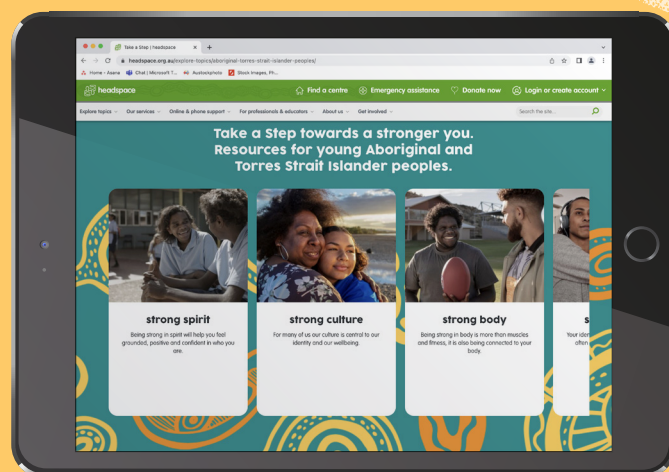 Take a Step | headspace
headspace.org.au/explore-topics/aboriginal-torres-strait-islander-peoples/
Home - Asana Chat | Microsoft T... Austockphoto Stock Images, Ph...
headspace Find a centre Emergency assistance Donate now Login or create account
Explore topics Our services Online & phone support For professionals & educators About us Get involved Search the site...
Take a Step towards a stronger you.
Resources for young Aboriginal and
Torres Strait Islander peoples.
strong spirit
Being strong in spirit will help you feel
grounded, positive and confident in who you
are.
strong culture
For many of us our culture is central to our
identity and our wellbeing.
strong body
Being strong in body is more then muscles
and fitness, it is also being connected to your
body.
s
Your iden
often